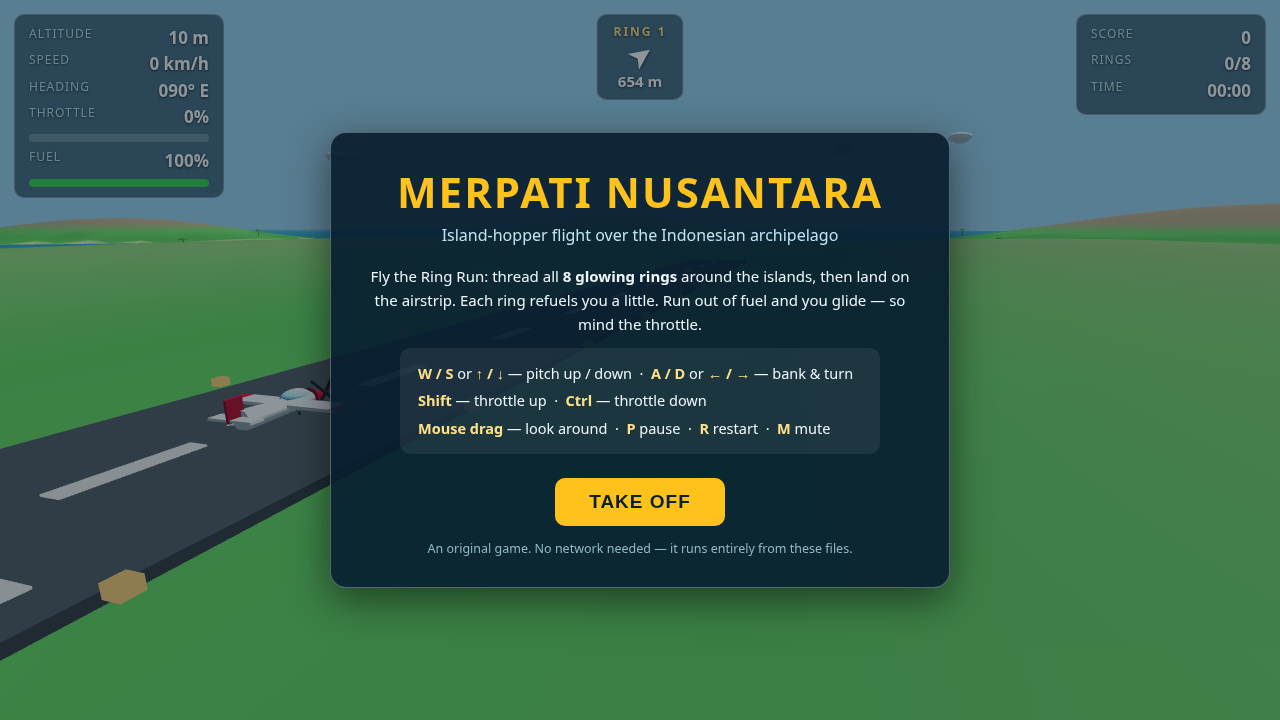 ALTITUDE 10 m
SPEED 0 km/h
HEADING 090° E
THROTTLE 0%
FUEL 100%
RING 1
654 m
SCORE 0
RINGS 0/8
TIME 00:00
MERPATI NUSANTARA
Island-hopper flight over the Indonesian archipelago
Fly the Ring Run: thread all 8 glowing rings around the islands, then land on
the airstrip. Each ring refuels you a little. Run out of fuel and you glide — so
mind the throttle.
W / S or ↑ / ↓ — pitch up / down · A / D or ← / → — bank & turn
Shift — throttle up · Ctrl — throttle down
Mouse drag — look around · P pause · R restart · M mute
TAKE OFF
An original game. No network needed — it runs entirely from these files.